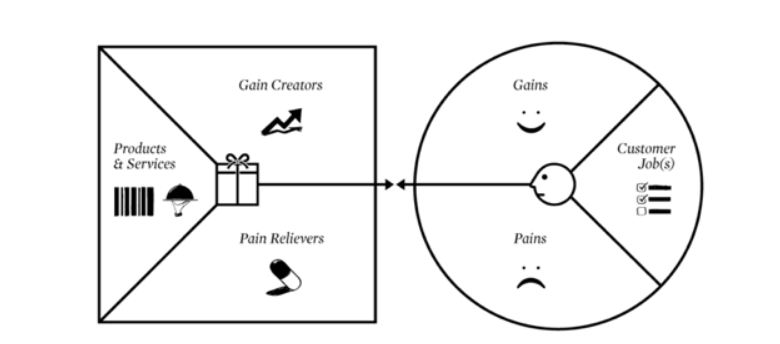 Gain Creators
Gains
Products
& Services
Customer
Job(s)
Pain Relievers
Pains